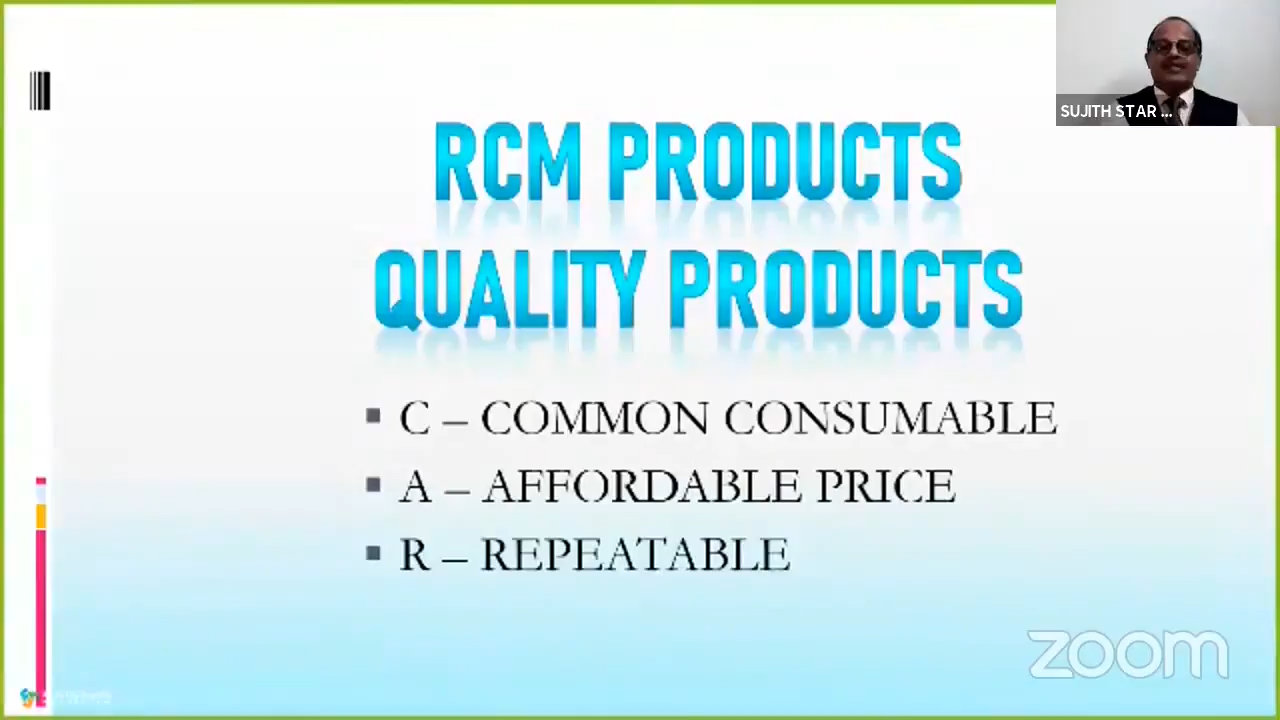 SUJITH STAR ...
RCM PRODUCTS
QUALITY PRODUCTS
▪ C – COMMON CONSUMABLE
▪ A – AFFORDABLE PRICE
▪ R – REPEATABLE
zoom